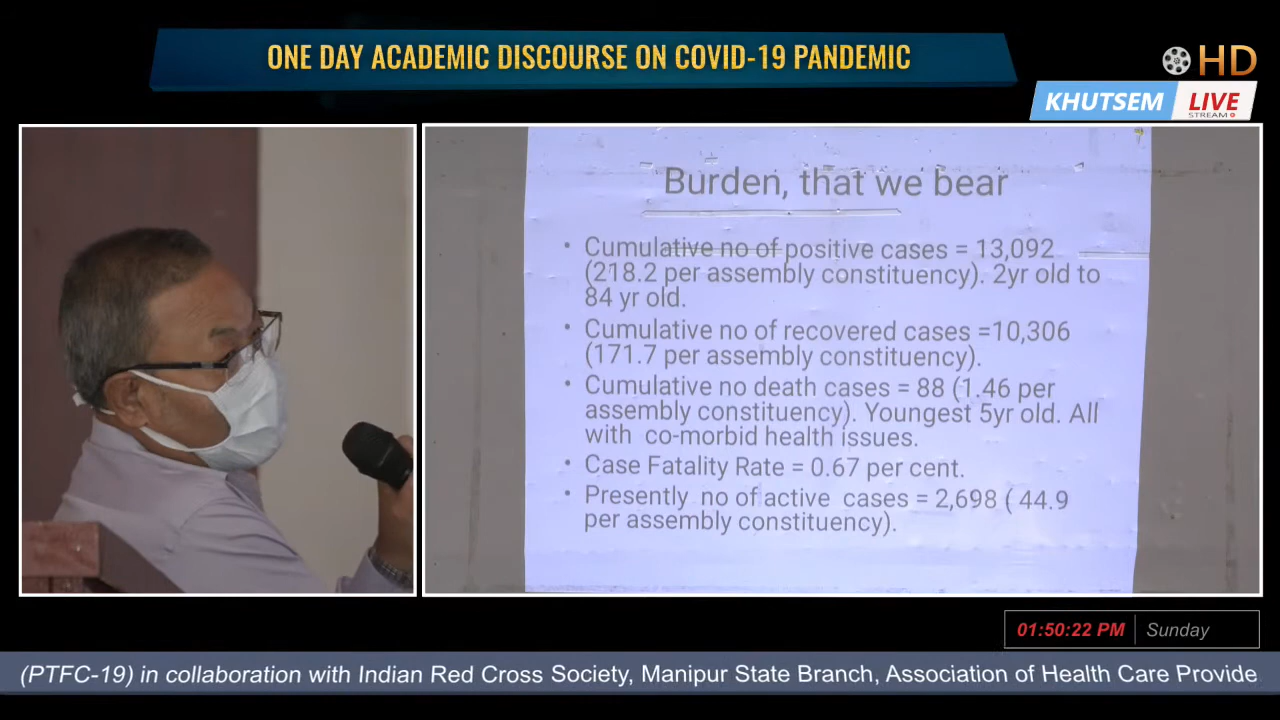 ONE DAY ACADEMIC DISCOURSE ON COVID-19 PANDEMIC
HD
KHUTSEM LIVE
STREAM
Burden, that we bear
• Cumulative no of positive cases = 13,092
(218.2 per assembly constituency). 2yr old to
84 yr old.
• Cumulative no of recovered cases =10,306
(171.7 per assembly constituency).
• Cumulative no death cases = 88 (1.46 per
assembly constituency). Youngest 5yr old. All
with co-morbid health issues.
• Case Fatality Rate = 0.67 per cent.
• Presently no of active cases = 2,698 ( 44.9
per assembly constituency).
01:50:22 PM Sunday
(PTFC-19) in collaboration with Indian Red Cross Society, Manipur State Branch, Association of Health Care Provide